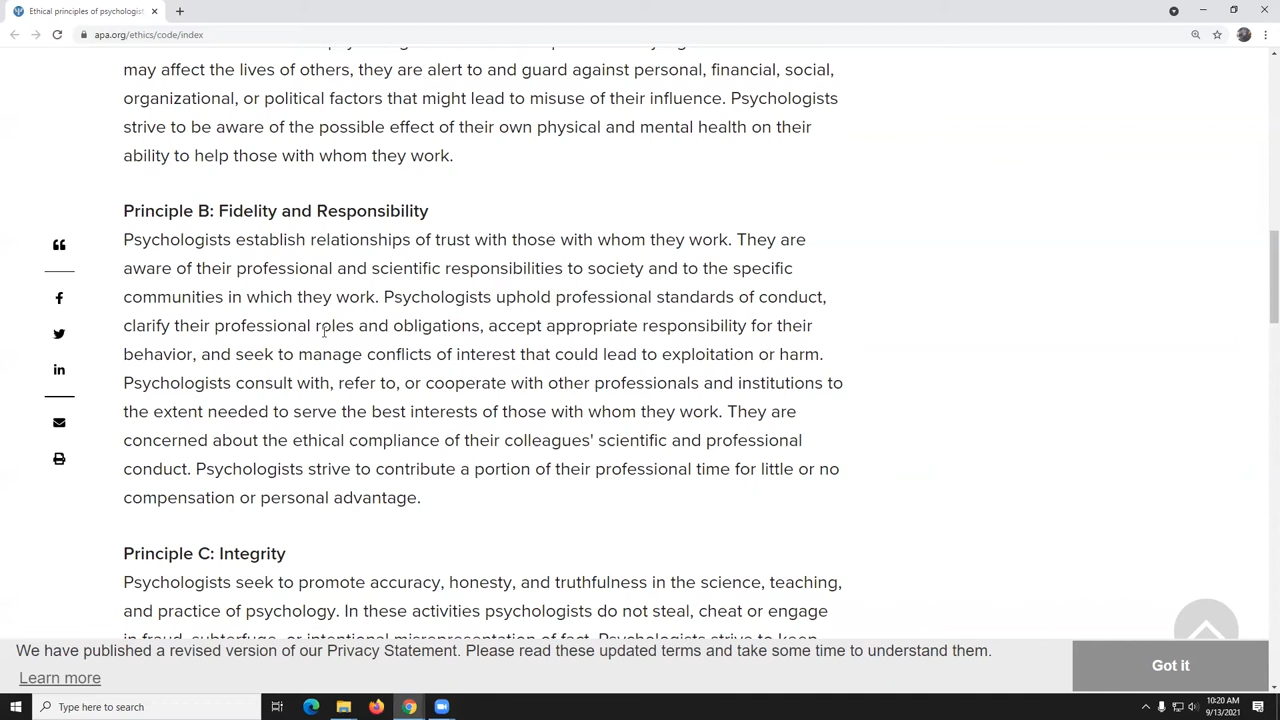 Ethical principles of psychologist
apa.org/ethics/code/index
may affect the lives of others, they are alert to and guard against personal, financial, social,
organizational, or political factors that might lead to misuse of their influence. Psychologists
strive to be aware of the possible effect of their own physical and mental health on their
ability to help those with whom they work.
Principle B: Fidelity and Responsibility
Psychologists establish relationships of trust with those with whom they work. They are
aware of their professional and scientific responsibilities to society and to the specific
communities in which they work. Psychologists uphold professional standards of conduct,
clarify their professional roles and obligations, accept appropriate responsibility for their
behavior, and seek to manage conflicts of interest that could lead to exploitation or harm.
Psychologists consult with, refer to, or cooperate with other professionals and institutions to
the extent needed to serve the best interests of those with whom they work. They are
concerned about the ethical compliance of their colleagues' scientific and professional
conduct. Psychologists strive to contribute a portion of their professional time for little or no
compensation or personal advantage.
Principle C: Integrity
Psychologists seek to promote accuracy, honesty, and truthfulness in the science, teaching,
and practice of psychology. In these activities psychologists do not steal, cheat or engage
in fraud, subterfuge, or intentional misrepresentation of fact. Psychologists strive to keep
We have published a revised version of our Privacy Statement. Please read these updated terms and take some time to understand them.
Learn more
Got it
Type here to search
10:20 AM
9/13/2021